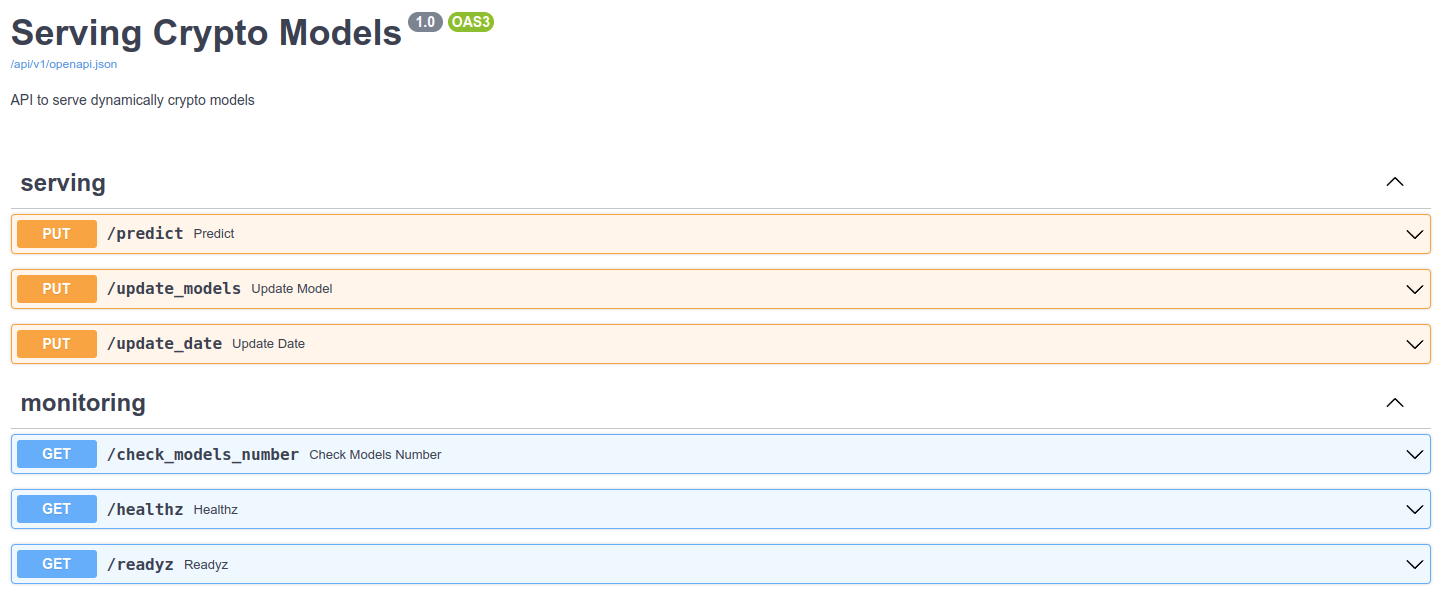 Serving Crypto Models 1.0 OAS3
/api/v1/openapi.json
API to serve dynamically crypto models
serving
PUT /predict Predict
PUT /update_models Update Model
PUT /update_date Update Date
monitoring
GET /check_models_number Check Models Number
GET /healthz Healthz
GET /readyz Readyz